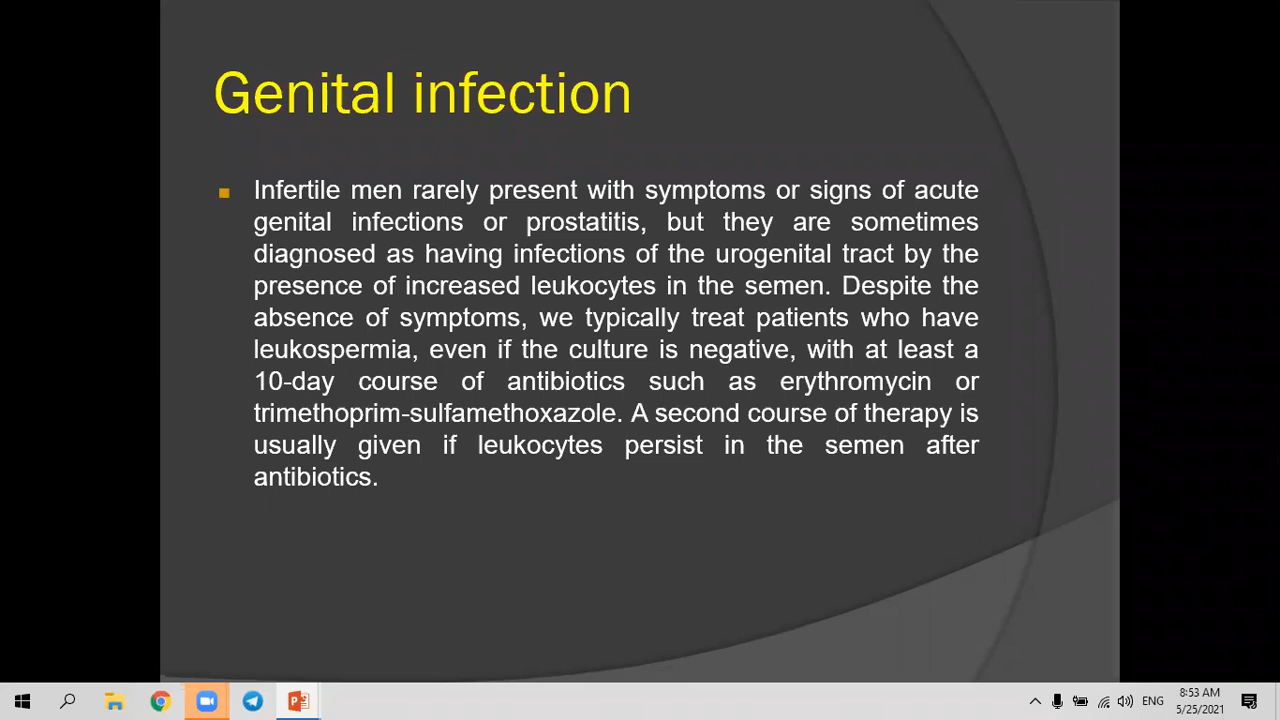 Genital infection
Infertile men rarely present with symptoms or signs of acute
genital infections or prostatitis, but they are sometimes
diagnosed as having infections of the urogenital tract by the
presence of increased leukocytes in the semen. Despite the
absence of symptoms, we typically treat patients who have
leukospermia, even if the culture is negative, with at least a
10-day course of antibiotics such as erythromycin or
trimethoprim-sulfamethoxazole. A second course of therapy is
usually given if leukocytes persist in the semen after
antibiotics.
ENG
8:53 AM
5/25/2021